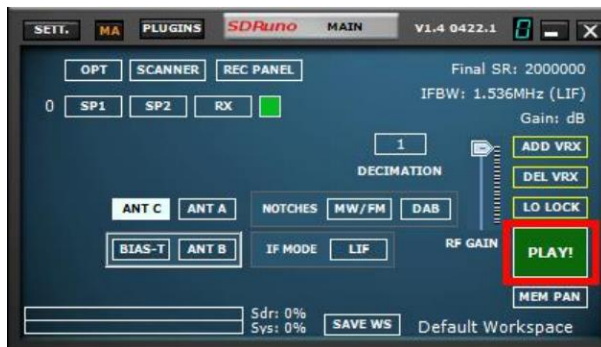 SETT. MA PLUGINS SDRuno MAIN V1.4 0422.1
OPT SCANNER REC PANEL Final SR: 2000000
IFBW: 1.536MHz (LIF)
0 SP1 SP2 RX Gain: dB
1 ADD VRX
DECIMATION DEL VRX
ANT C ANT A NOTCHES MW/FM DAB LO LOCK
BIAS-T ANT B IF MODE LIF RF GAIN PLAY!
MEM PAN
Sdr: 0%
Sys: 0% SAVE WS Default Workspace